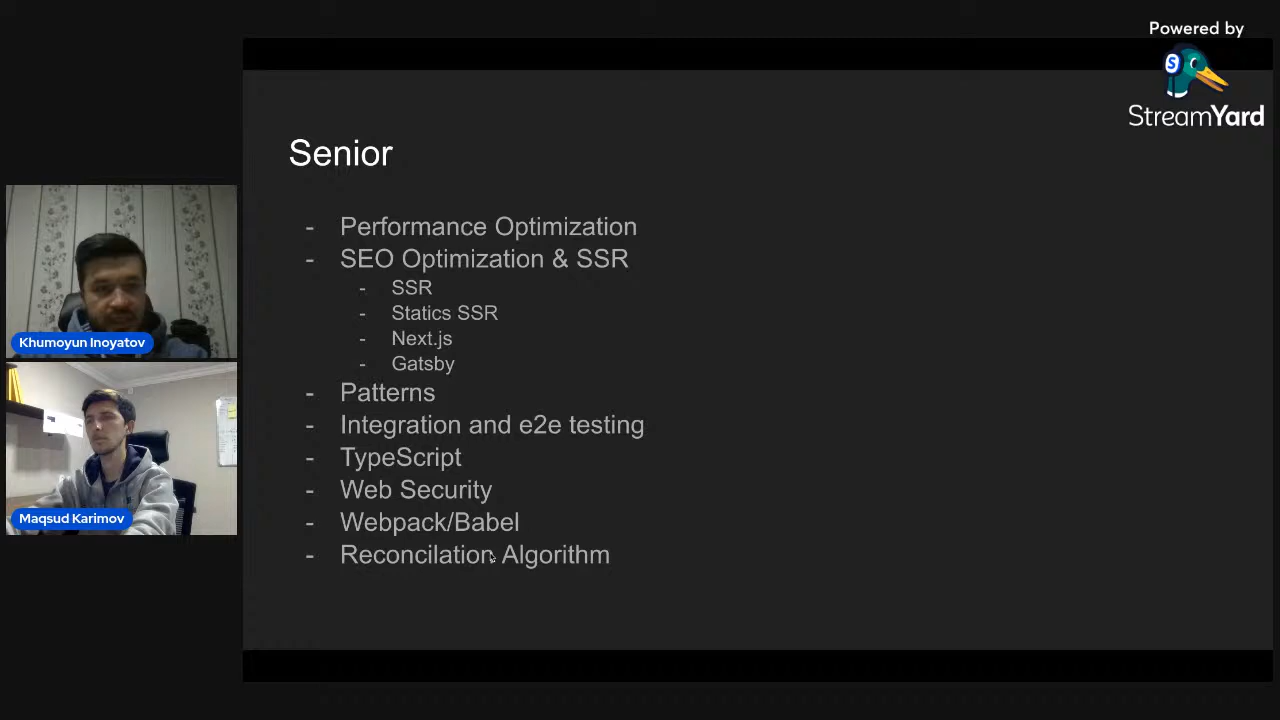 Powered by
StreamYard
Senior
- Performance Optimization
- SEO Optimization & SSR
- SSR
- Statics SSR
- Next.js
- Gatsby
- Patterns
- Integration and e2e testing
- TypeScript
- Web Security
- Webpack/Babel
- Reconcilation Algorithm
Khumoyun Inoyatov
Maqsud Karimov